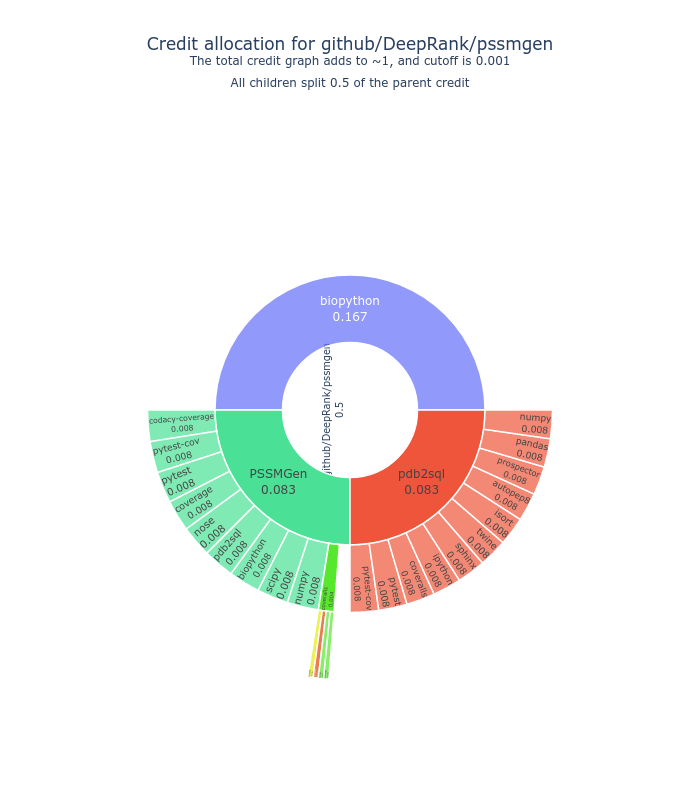 Credit allocation for github/DeepRank/pssmgen
The total credit graph adds to ~1, and cutoff is 0.001
All children split 0.5 of the parent credit
biopython
0.167
github/DeepRank/pssmgen
0.5
PSSMGen
0.083
pdb2sql
0.083
codacy-coverage
0.008
pytest-cov
0.008
pytest
0.008
coverage
0.008
nose
0.008
pdb2sql
0.008
biopython
0.008
scipy
0.008
numpy
0.008
numpy
0.008
pandas
0.008
prospector
0.008
autopep8
0.008
isort
0.008
twine
0.008
sphinx
0.008
ipython
0.008
coveralls
0.008
pytest
0.008
pytest-cov
0.008